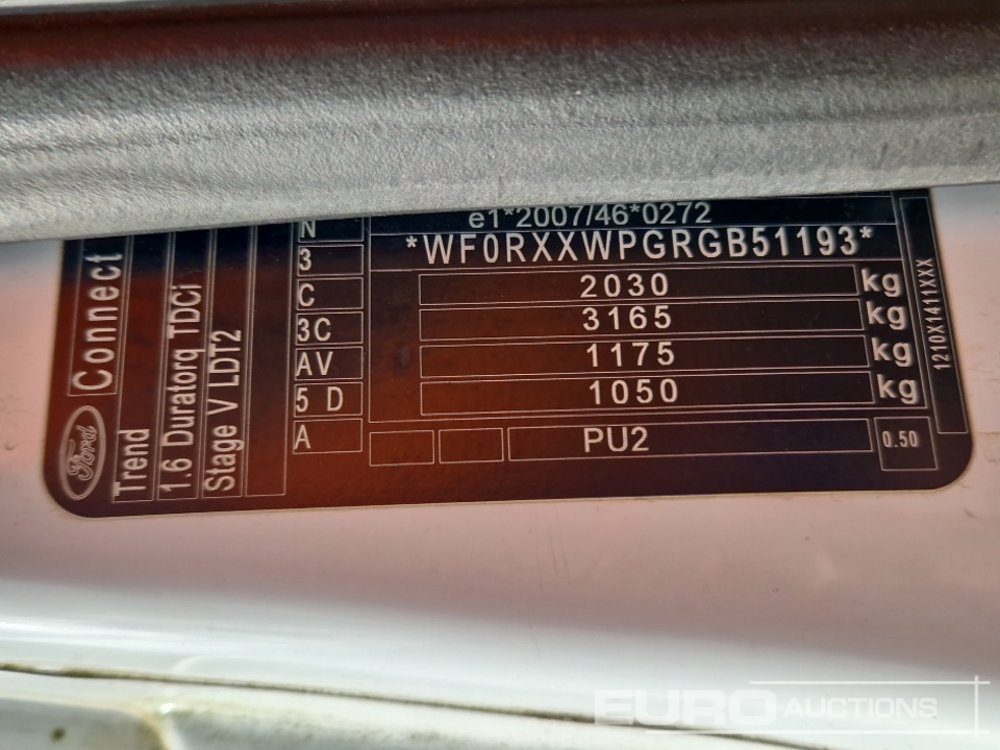 Ford
Connect
Trend
1.6 Duratorq TDCi
Stage V LDT2
N
3
C
3C
AV
5 D
A
e1*2007/46*0272
*WF0RXXWPGRGB51193*
2030 kg
3165 kg
1175 kg
1050 kg
PU2
0.50
1210X1411XXX
EURO AUCTIONS